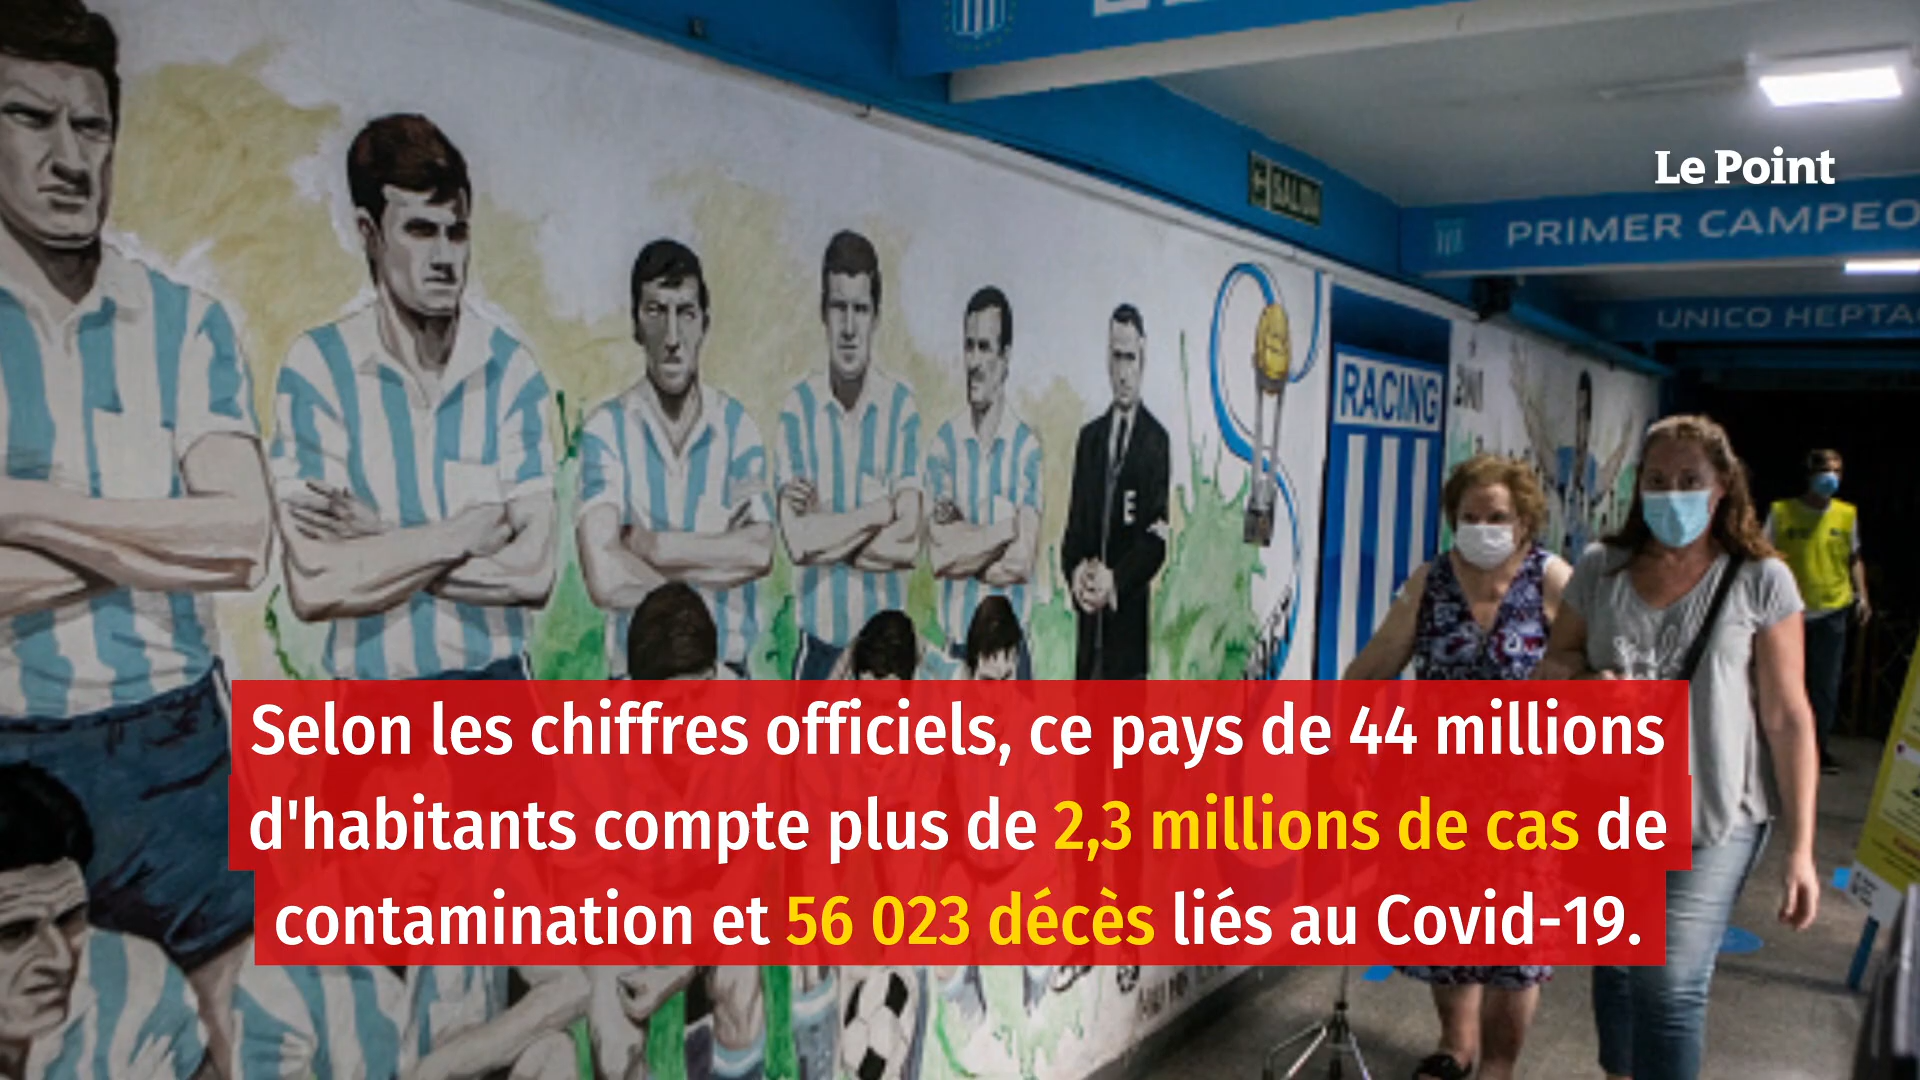 Le Point
SALIDA
PRIMER CAMPEO
UNICO HEPTA
RACING
E
Selon les chiffres officiels, ce pays de 44 millions
d'habitants compte plus de 2,3 millions de cas de
contamination et 56 023 décès liés au Covid-19.